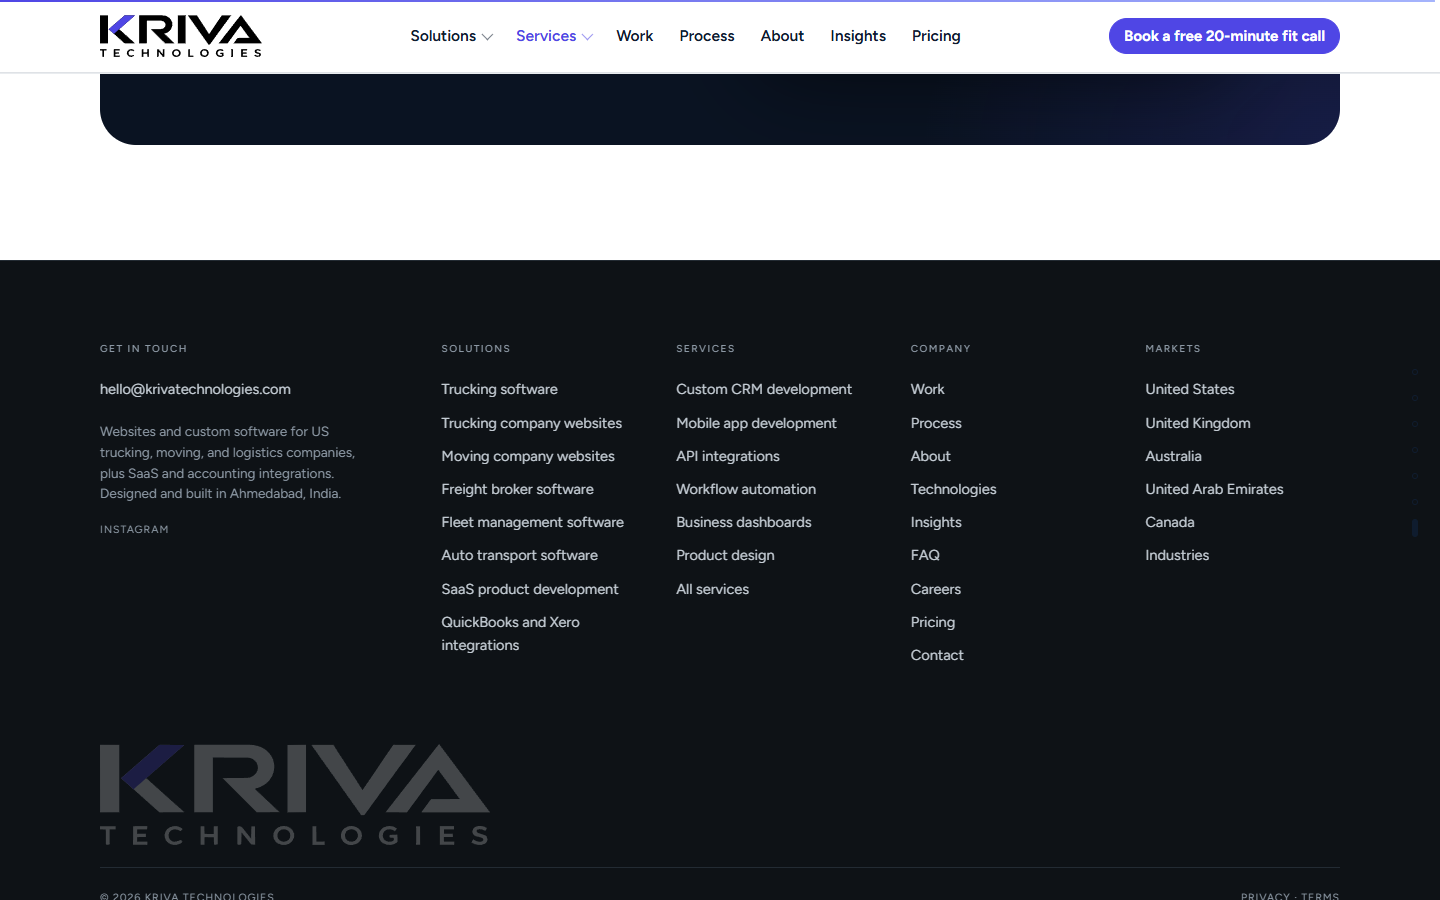 KRIVA
TECHNOLOGIES
Solutions
Services
Work
Process
About
Insights
Pricing
Book a free 20-minute fit call
GET IN TOUCH
hello@krivatechnologies.com
Websites and custom software for US
trucking, moving, and logistics companies,
plus SaaS and accounting integrations.
Designed and built in Ahmedabad, India.
INSTAGRAM
SOLUTIONS
Trucking software
Trucking company websites
Moving company websites
Freight broker software
Fleet management software
Auto transport software
SaaS product development
QuickBooks and Xero
integrations
SERVICES
Custom CRM development
Mobile app development
API integrations
Workflow automation
Business dashboards
Product design
All services
COMPANY
Work
Process
About
Technologies
Insights
FAQ
Careers
Pricing
Contact
MARKETS
United States
United Kingdom
Australia
United Arab Emirates
Canada
Industries
KRIVA
TECHNOLOGIES
© 2026 KRIVA TECHNOLOGIES
PRIVACY · TERMS